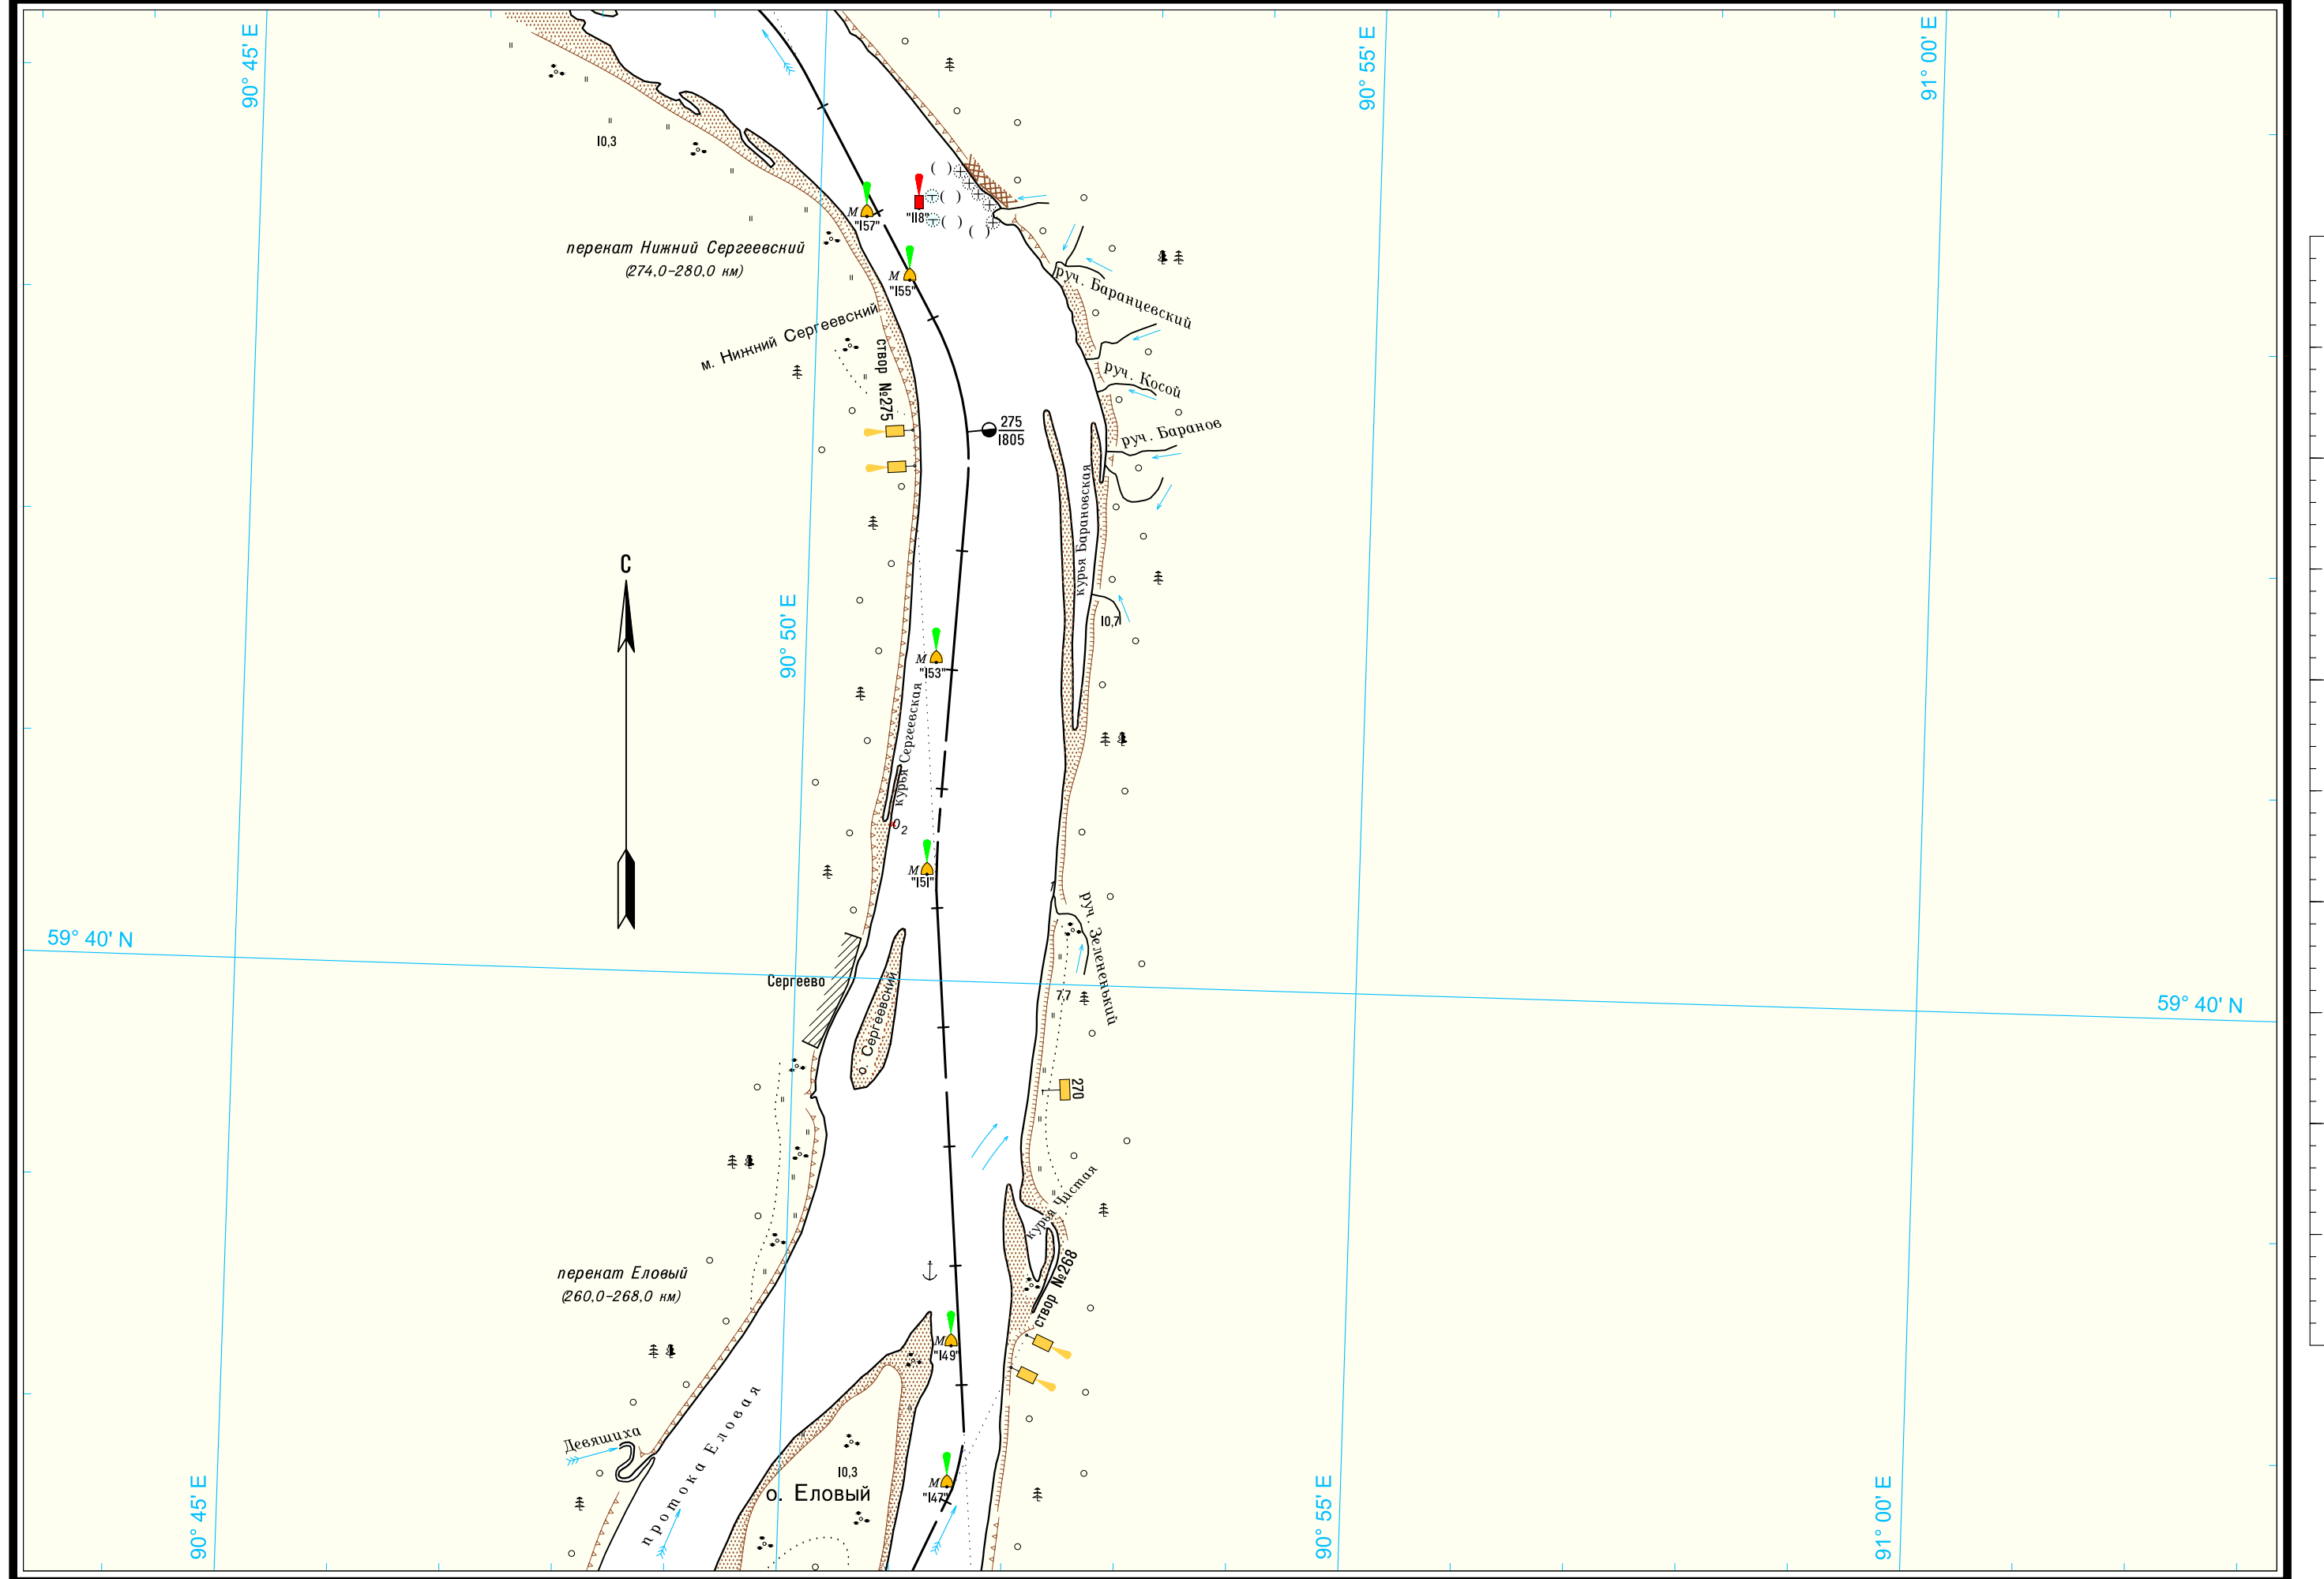 90° 45' E
90° 55' E
91° 00' E
10,3
М "157"
"118"
перекат Нижний Сергеевский
(274,0-280,0 км)
М "155"
руч. Баранцевский
м. Нижний Сергеевский
створ №275
руч. Косой
275
1805
руч. Баранов
курья Барановская
С
90° 50' E
10,7
М "153"
курья Сергеевская
О₂
М "151"
руч. Зелененький
59° 40' N
Сергеево
о. Сергеевский
7,7
59° 40' N
270
курья Чистая
створ №268
перекат Еловый
(260,0-268,0 км)
М "149"
Девяшиха
протока Еловая
10,3
о. Еловый
М "147"
90° 45' E
90° 55' E
91° 00' E